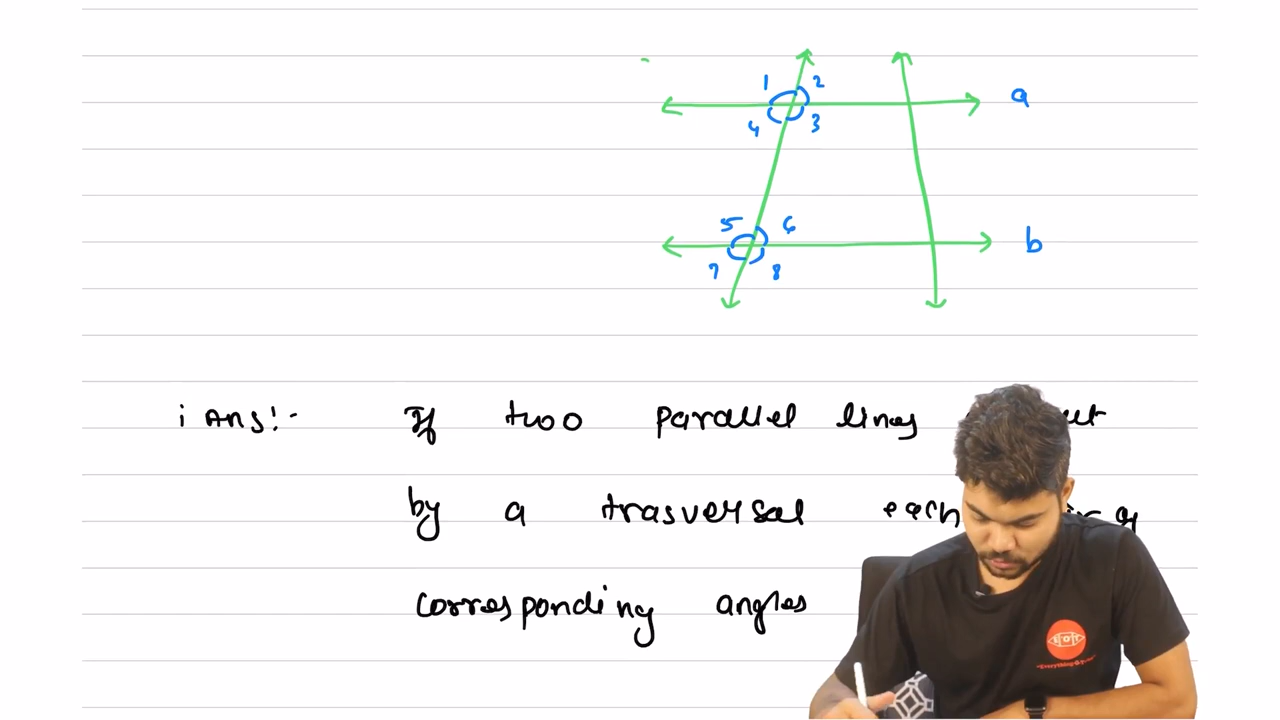 1 2 a
4 3
5 6 b
7 8
i Ans:- If two parallel lines
by a trasversal each
corresponding angles